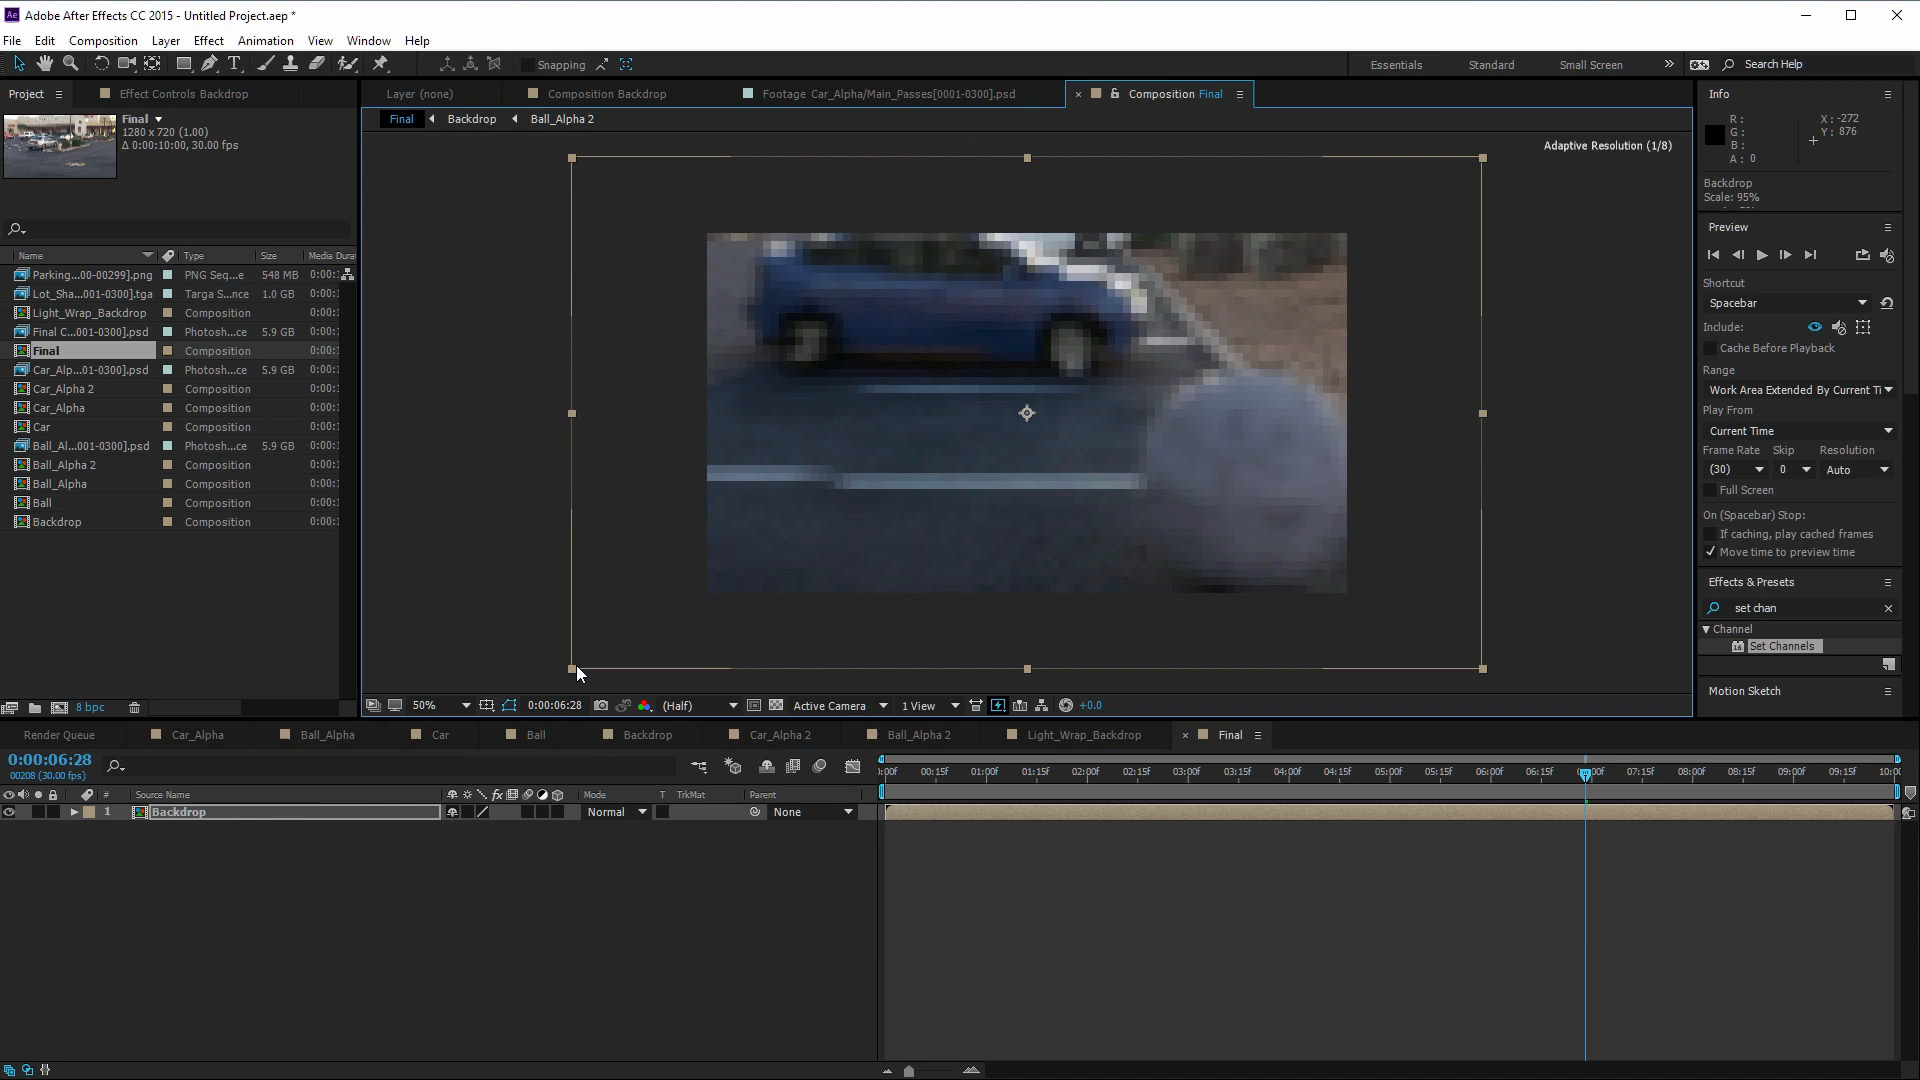 Adobe After Effects CC 2015 - Untitled Project.aep *
File Edit Composition Layer Effect Animation View Window Help
Snapping Essentials Standard Small Screen » Search Help
Project Effect Controls Backdrop
Final
1280 x 720 (1.00)
Δ 0:00:10:00, 30.00 fps
Name Type Size Media Dura
Parking...00-00299].png PNG Seq...e 548 MB 0:00:1
Lot_Sha...001-0300].tga Targa S...nce 1.0 GB 0:00:1
Light_Wrap_Backdrop Composition 0:00:1
Final C...001-0300].psd Photosh...ce 5.9 GB 0:00:1
Final Composition 0:00:1
Car_Alp...01-0300].psd Photosh...ce 5.9 GB 0:00:1
Car_Alpha 2 Composition 0:00:1
Car_Alpha Composition 0:00:1
Car Composition 0:00:1
Ball_Al...001-0300].psd Photosh...ce 5.9 GB 0:00:1
Ball_Alpha 2 Composition 0:00:1
Ball_Alpha Composition 0:00:1
Ball Composition 0:00:1
Backdrop Composition 0:00:1
8 bpc
Layer (none) Composition Backdrop Footage Car_Alpha/Main_Passes[0001-0300].psd Composition Final
Final Backdrop Ball_Alpha 2
Adaptive Resolution (1/8)
50% 0:00:06:28 (Half) Active Camera 1 View +0.0
Info
R :
G :
B :
A : 0
X : -272
Y : 876
Backdrop
Scale: 95%
Preview
Shortcut
Spacebar
Include:
Cache Before Playback
Range
Work Area Extended By Current Ti
Play From
Current Time
Frame Rate Skip Resolution
(30) 0 Auto
Full Screen
On (Spacebar) Stop:
If caching, play cached frames
Move time to preview time
Effects & Presets
set chan
Channel
Set Channels
Motion Sketch
Render Queue Car_Alpha Ball_Alpha Car Ball Backdrop Car_Alpha 2 Ball_Alpha 2 Light_Wrap_Backdrop Final
0:00:06:28
00208 (30.00 fps)
:00f 00:15f 01:00f 01:15f 02:00f 02:15f 03:00f 03:15f 04:00f 04:15f 05:00f 05:15f 06:00f 06:15f 07:15f 08:00f 08:15f 09:00f 09:15f 10:0
# Source Name fx Mode T TrkMat Parent
1 Backdrop Normal None